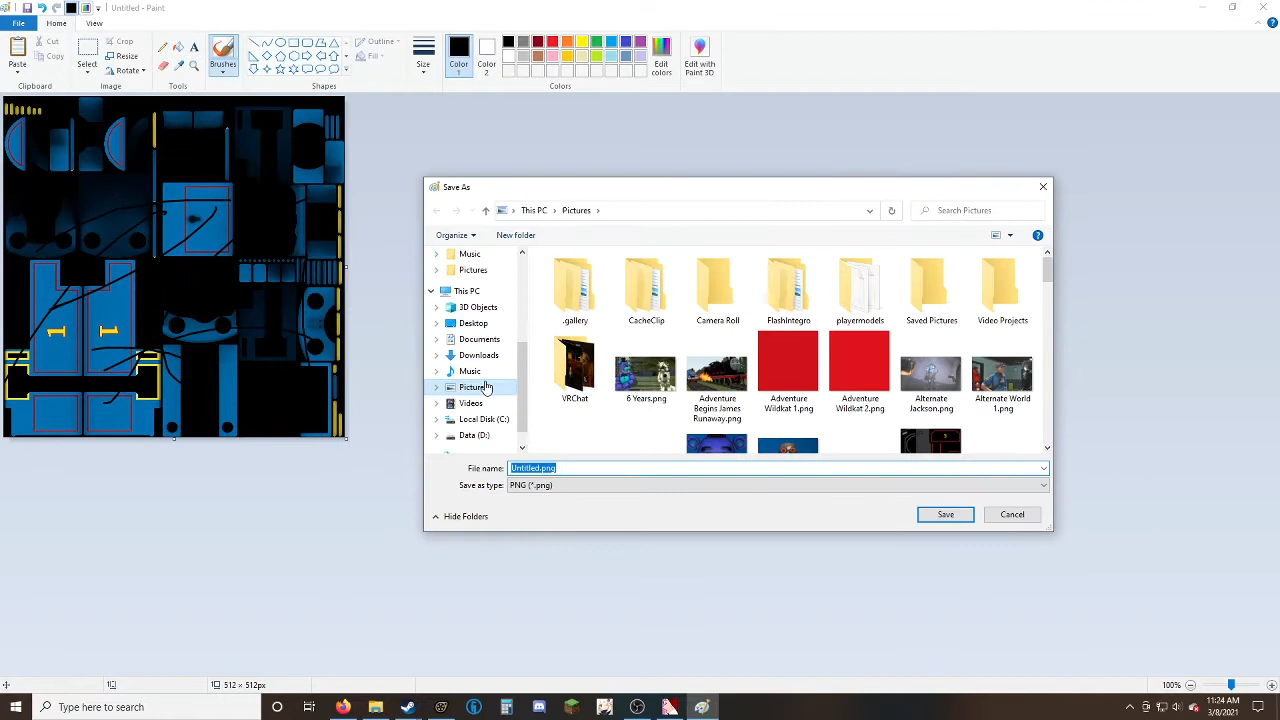 Untitled - Paint
File
Home
View
Paste
Cut
Copy
Clipboard
Select
Crop
Resize
Rotate
Image
A
Tools
Brushes
Outline
Fill
Shapes
Size
Color 1
Color 2
Edit colors
Edit with Paint 3D
Colors
1
1
Save As
This PC
Pictures
Search Pictures
Organize
New folder
Music
Pictures
This PC
3D Objects
Desktop
Documents
Downloads
Music
Pictures
Videos
Local Disk (C:)
Data (D:)
.gallery
CacheClip
Camera Roll
FlashIntegro
playermodels
Saved Pictures
Video Projects
VRChat
6 Years.png
Adventure Begins James Runaway.png
Adventure Wildkat 1.png
Adventure Wildkat 2.png
Alternate Jackson.png
Alternate World 1.png
File name: Untitled.png
Save as type: PNG (*.png)
Hide Folders
Save
Cancel
512 × 512px
100%
Type here to search
11:24 AM
3/8/2021